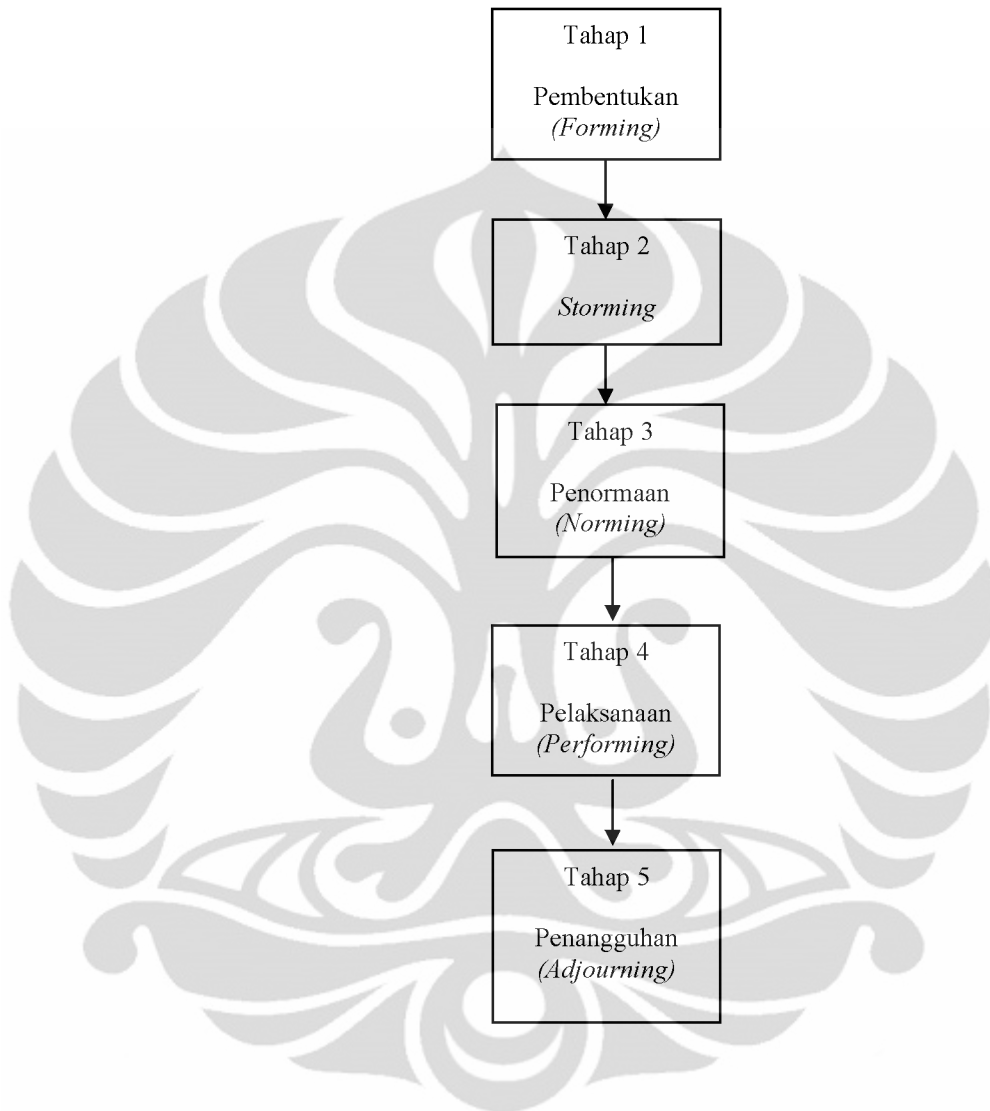 Tahap 1
Pembentukan
(Forming)
Tahap 2
Storming
Tahap 3
Penormaan
(Norming)
Tahap 4
Pelaksanaan
(Performing)
Tahap 5
Penangguhan
(Adjourning)